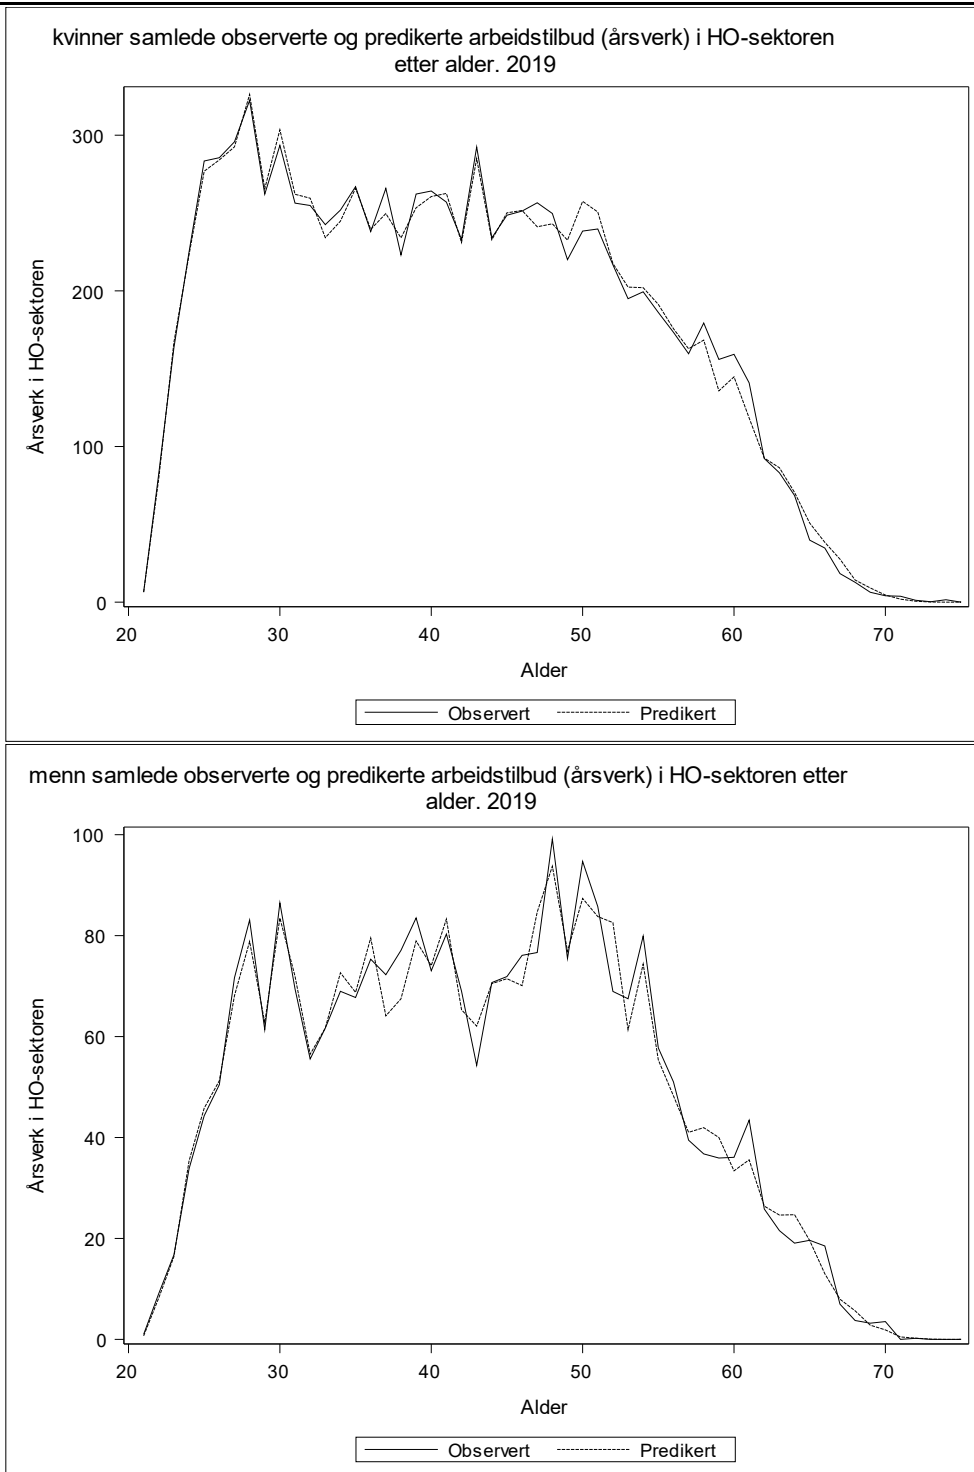 kvinner samlede observerte og predikerte arbeidstilbud (årsverk) i HO-sektoren
etter alder. 2019
300
200
100
0
Årsverk i HO-sektoren
20 30 40 50 60 70
Alder
Observert Predikert
menn samlede observerte og predikerte arbeidstilbud (årsverk) i HO-sektoren etter
alder. 2019
100
80
60
40
20
0
Årsverk i HO-sektoren
20 30 40 50 60 70
Alder
Observert Predikert